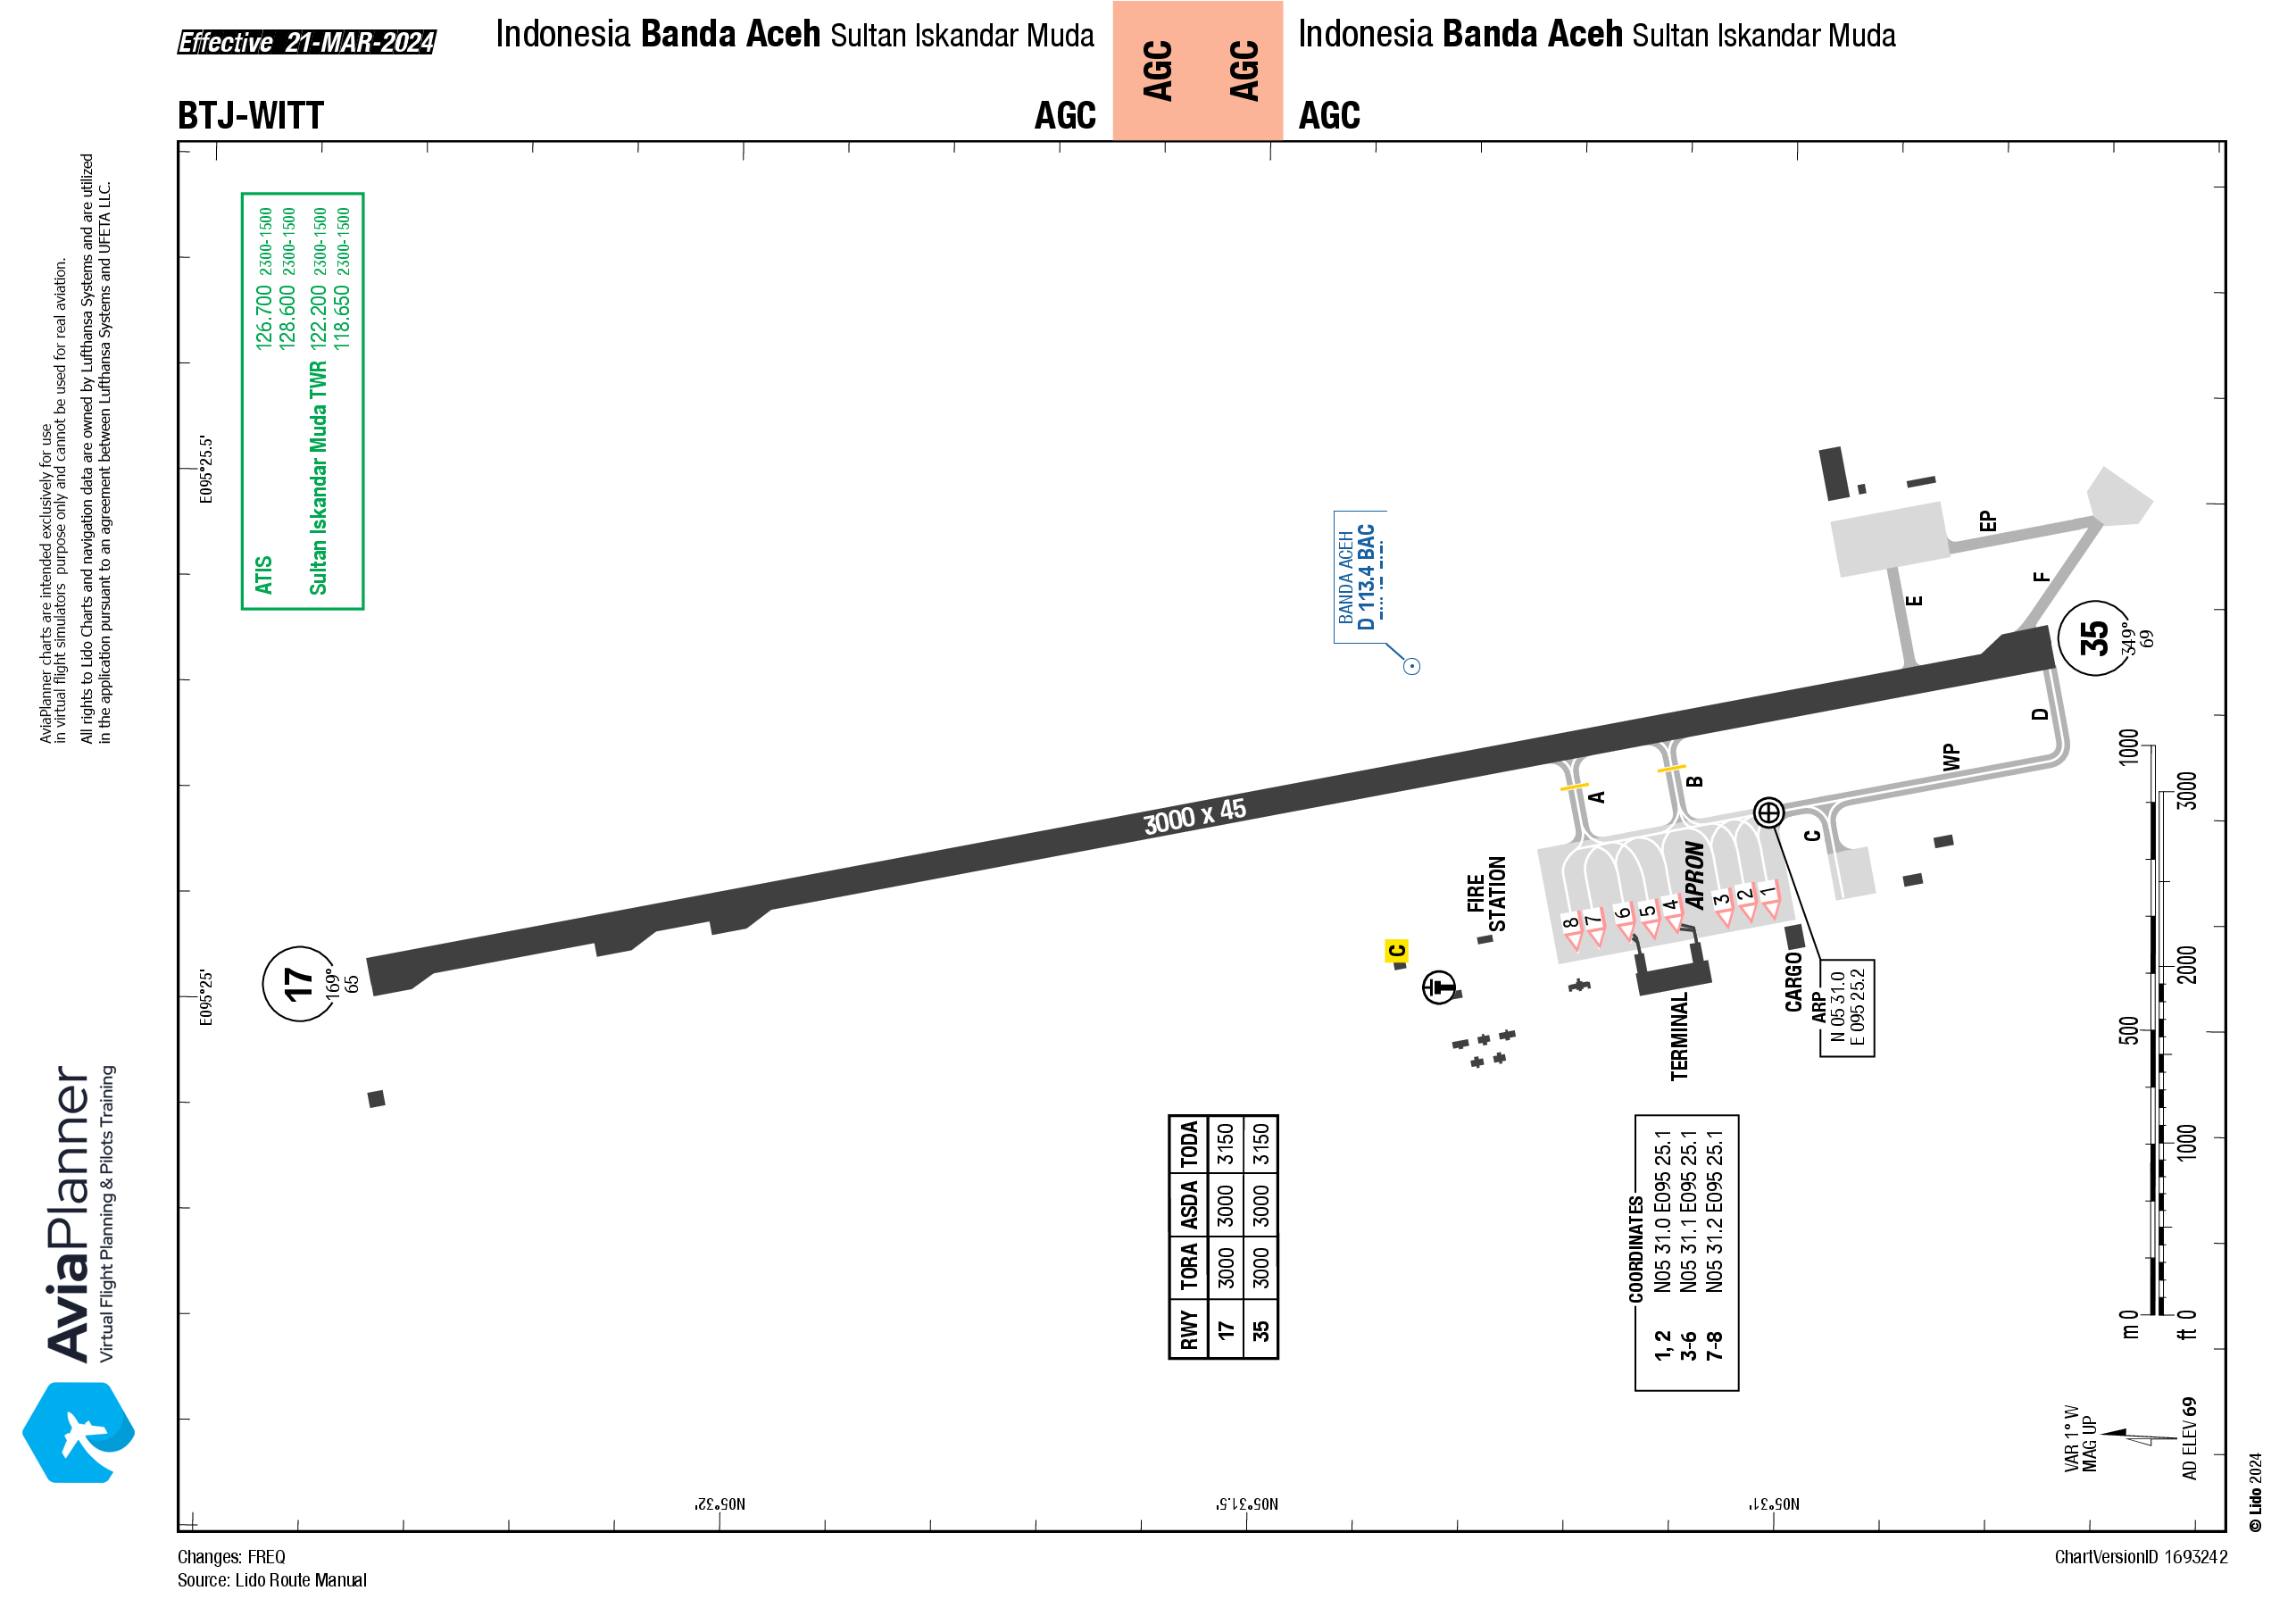 Effective 21-MAR-2024
Indonesia Banda Aceh Sultan Iskandar Muda
Indonesia Banda Aceh Sultan Iskandar Muda
BTJ-WITT
AGC
AGC
AGC
AGC
AviaPlanner charts are intended exclusively for use
in virtual flight simulators purpose only and cannot be used for real aviation.
All rights to Lido Charts and navigation data are owned by Lufthansa Systems and are utilized
in the application pursuant to an agreement between Lufthansa Systems and UFETA LLC.
AviaPlanner
Virtual Flight Planning & Pilots Training
ATIS 126.700 2300-1500
128.600 2300-1500
Sultan Iskandar Muda TWR 122.200 2300-1500
118.650 2300-1500
E095°25.5'
E095°25'
17
169°
65
3000 x 45
BANDA ACEH
D 113.4 BAC
35
349°
69
EP
F
E
D
WP
C
A
B
C
FIRE
STATION
APRON
8
7
6
5
4
3
2
1
TERMINAL
CARGO
ARP
N 05 31.0
E 095 25.2
RWY TORA ASDA TODA
17 3000 3000 3150
35 3000 3000 3150
COORDINATES
1, 2 N05 31.0 E095 25.1
3-6 N05 31.1 E095 25.1
7-8 N05 31.2 E095 25.1
m 0 500 1000
ft 0 1000 2000 3000
VAR 1° W
MAG UP
AD ELEV 69
N05°32'
N05°31.5'
N05°31'
© Lido 2024
Changes: FREQ
Source: Lido Route Manual
ChartVersionID 1693242